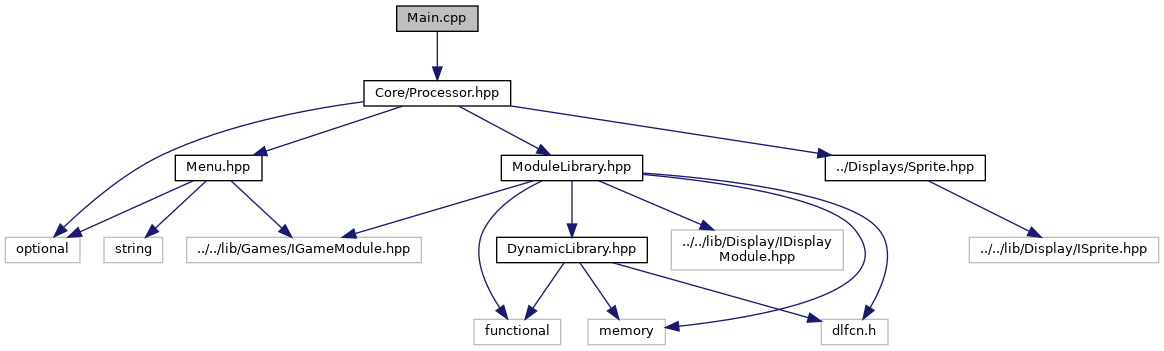 Main.cpp
Core/Processor.hpp
Menu.hpp
ModuleLibrary.hpp
../Displays/Sprite.hpp
optional
string
../../lib/Games/IGameModule.hpp
DynamicLibrary.hpp
../../lib/Display/IDisplay
Module.hpp
../../lib/Display/ISprite.hpp
functional
memory
dlfcn.h